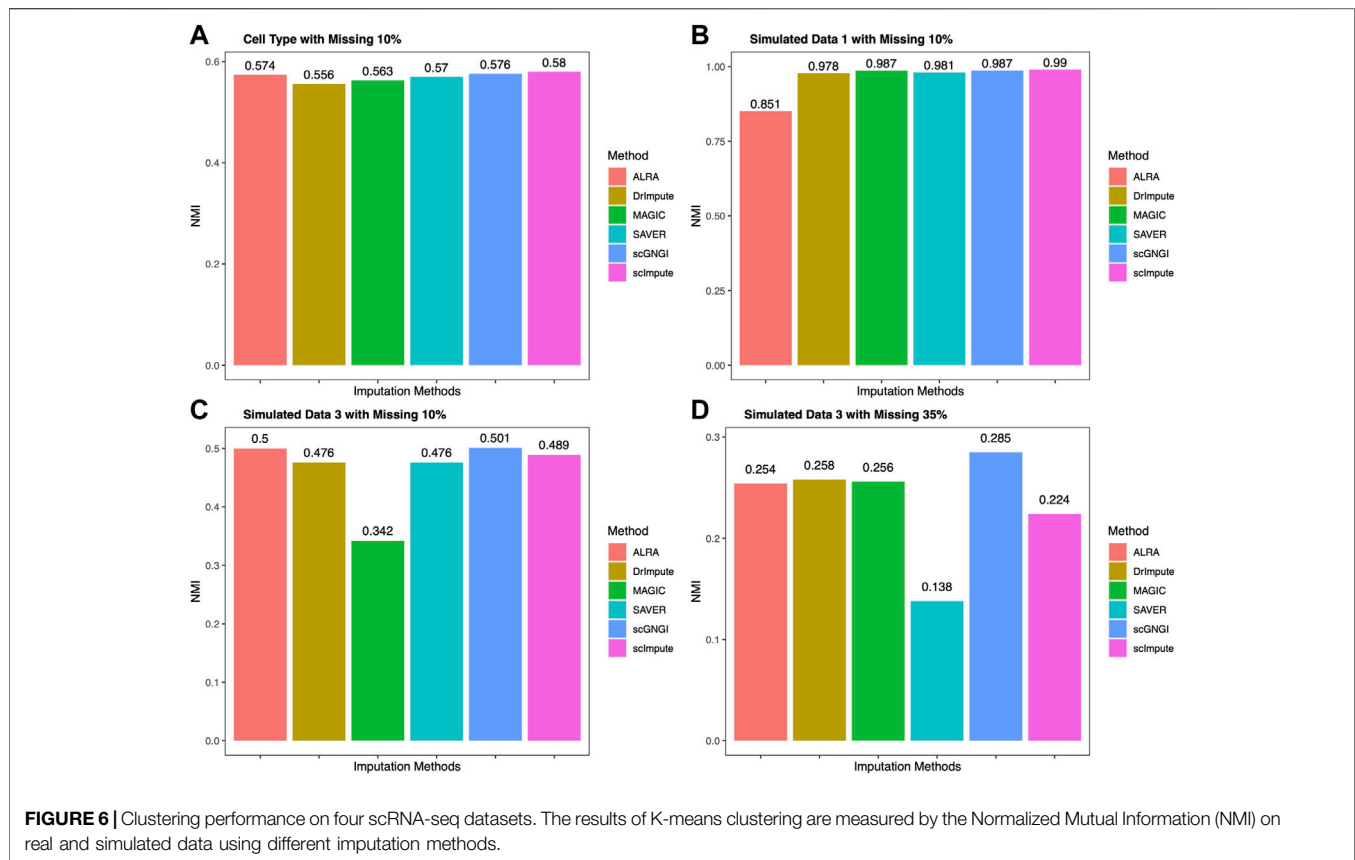 A
Cell Type with Missing 10%
0.574
0.556
0.563
0.57
0.576
0.58
0.6
0.4
0.2
0.0
NMI
Imputation Methods
Method
ALRA
DrImpute
MAGIC
SAVER
scGNGI
scImpute
B
Simulated Data 1 with Missing 10%
0.851
0.978
0.987
0.981
0.987
0.99
1.00
0.75
0.50
0.25
0.00
NMI
Imputation Methods
Method
ALRA
DrImpute
MAGIC
SAVER
scGNGI
scImpute
C
Simulated Data 3 with Missing 10%
0.5
0.476
0.342
0.476
0.501
0.489
0.5
0.4
0.3
0.2
0.1
0.0
NMI
Imputation Methods
Method
ALRA
DrImpute
MAGIC
SAVER
scGNGI
scImpute
D
Simulated Data 3 with Missing 35%
0.254
0.258
0.256
0.138
0.285
0.224
0.3
0.2
0.1
0.0
NMI
Imputation Methods
Method
ALRA
DrImpute
MAGIC
SAVER
scGNGI
scImpute
FIGURE 6 | Clustering performance on four scRNA-seq datasets. The results of K-means clustering are measured by the Normalized Mutual Information (NMI) on
real and simulated data using different imputation methods.